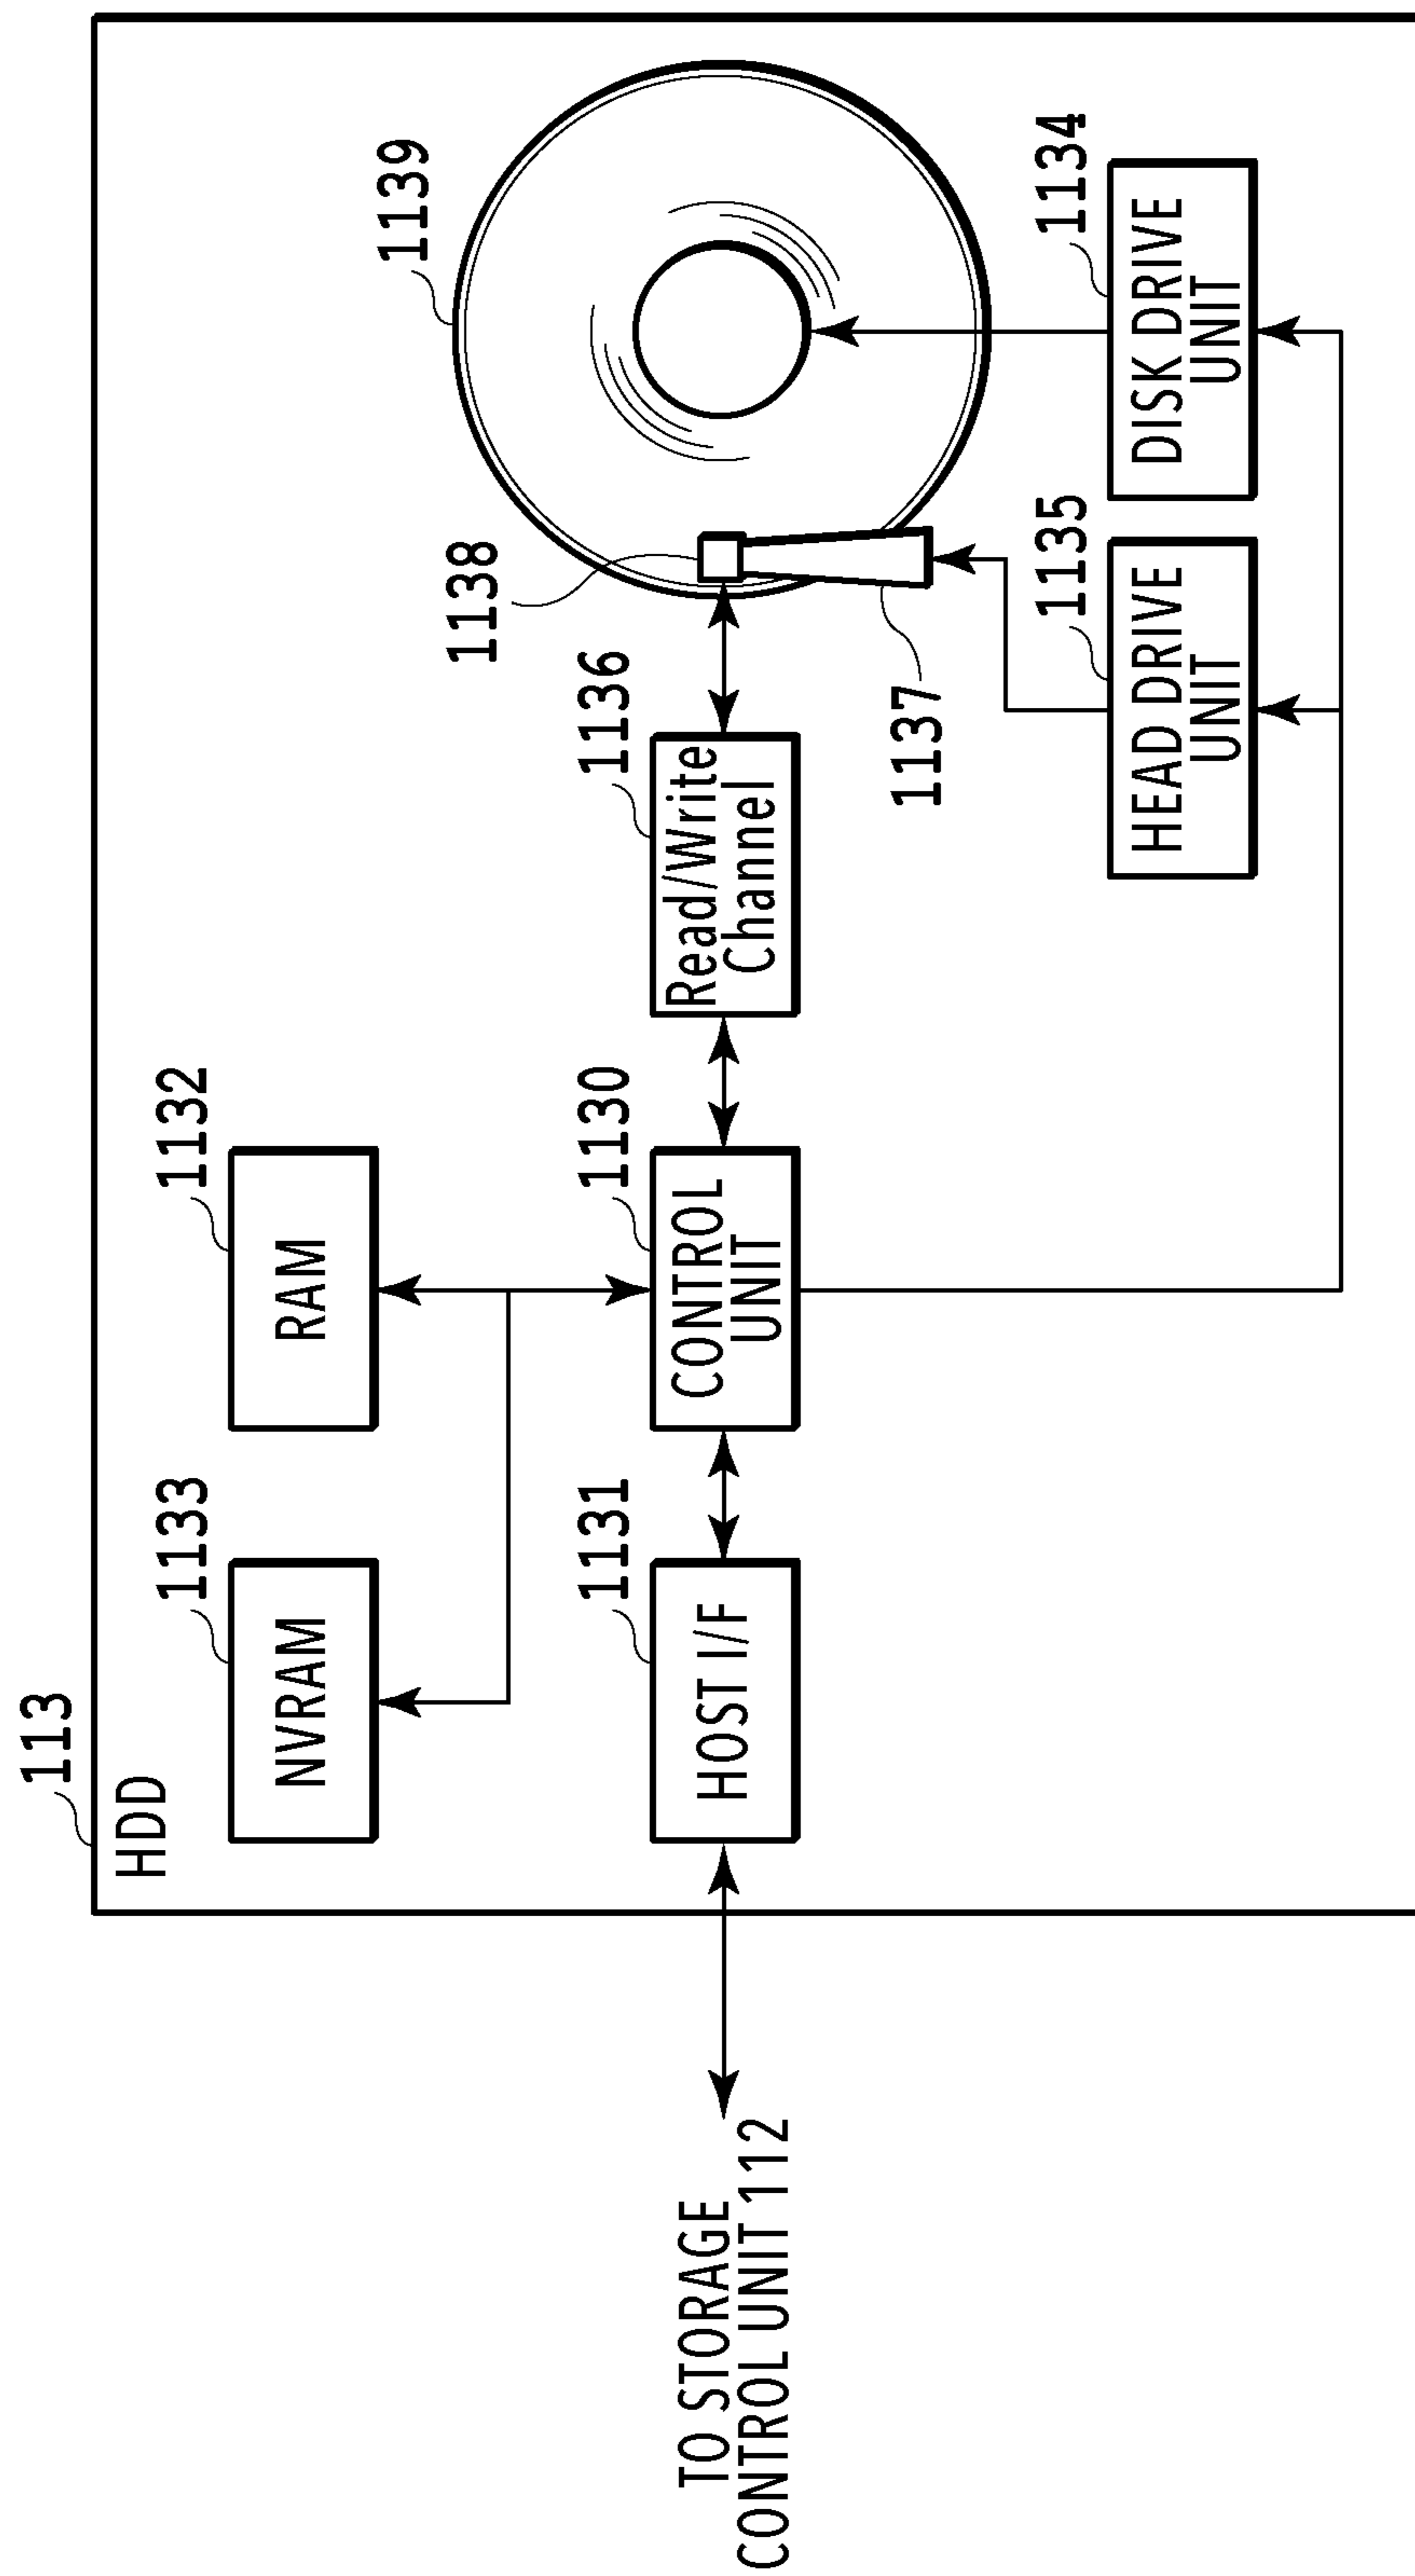 113
HDD
1133
NVRAM
1132
RAM
1139
1131
HOST I/F
1130
CONTROL
UNIT
1136
Read/Write
Channel
1138
1137
TO STORAGE
CONTROL UNIT 112
1135
HEAD DRIVE
UNIT
1134
DISK DRIVE
UNIT